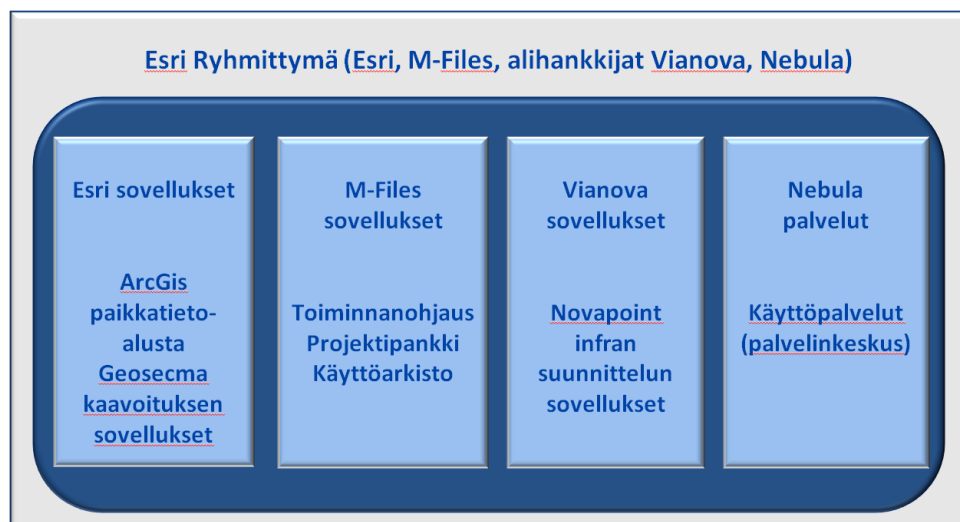 Esri Ryhmittymä (Esri, M-Files, alihankkijat Vianova, Nebula)
Esri sovellukset
ArcGis
paikkatieto-
alusta
Geosecma
kaavoituksen
sovellukset
M-Files
sovellukset
Toiminnanohjaus
Projektipankki
Käyttöarkisto
Vianova
sovellukset
Novapoint
infran
suunnittelun
sovellukset
Nebula
palvelut
Käyttöpalvelut
(palvelinkeskus)